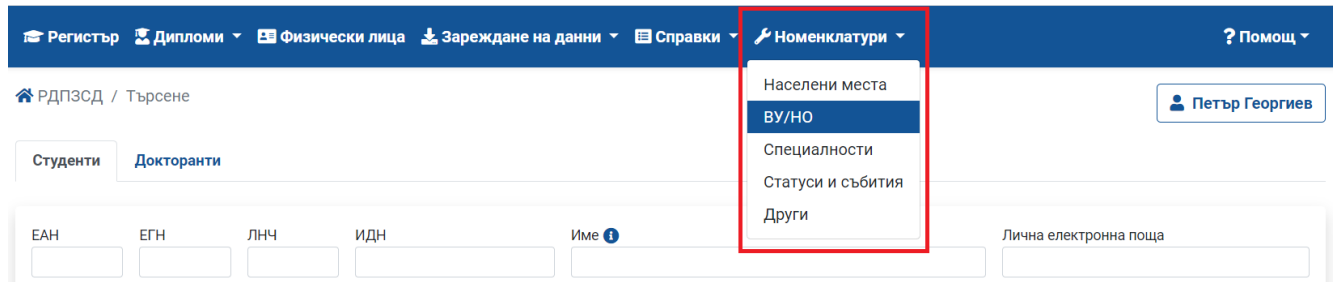 Регистър Дипломи Физически лица Зареждане на данни Справки Номенклатури ? Помощ
РДПЗСД / Търсене
Петър Георгиев
Населени места
ВУ/НО
Специалности
Статуси и събития
Други
Студенти Докторанти
ЕАН ЕГН ЛНЧ ИДН Име Лична електронна поща